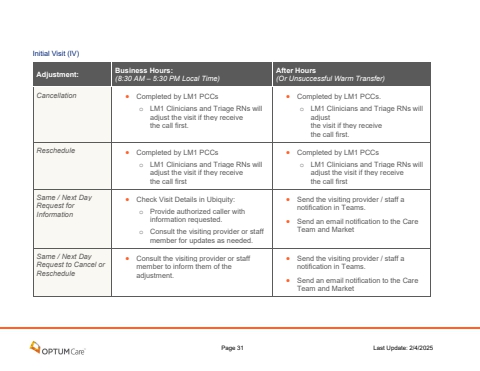 Initial Visit (IV)
Adjustment:
Business Hours:
(8:30 AM – 5:30 PM Local Time)
After Hours
(Or Unsuccessful Warm Transfer)
Cancellation
• Completed by LM1 PCCs
o LM1 Clinicians and Triage RNs will
adjust the visit if they receive
the call first.
• Completed by LM1 PCCs.
o LM1 Clinicians and Triage RNs will
adjust
the visit if they receive
the call first.
Reschedule
• Completed by LM1 PCCs
o LM1 Clinicians and Triage RNs will
adjust the visit if they receive
the call first
• Completed by LM1 PCCs
o LM1 Clinicians and Triage RNs will
adjust the visit if they receive
the call first
Same / Next Day
Request for
Information
• Check Visit Details in Ubiquity:
o Provide authorized caller with
information requested.
o Consult the visiting provider or staff
member for updates as needed.
• Send the visiting provider / staff a
notification in Teams.
• Send an email notification to the Care
Team and Market
Same / Next Day
Request to Cancel or
Reschedule
• Consult the visiting provider or staff
member to inform them of the
adjustment.
• Send the visiting provider / staff a
notification in Teams.
• Send an email notification to the Care
Team and Market
OPTUMCare
Page 31
Last Update: 2/4/2025